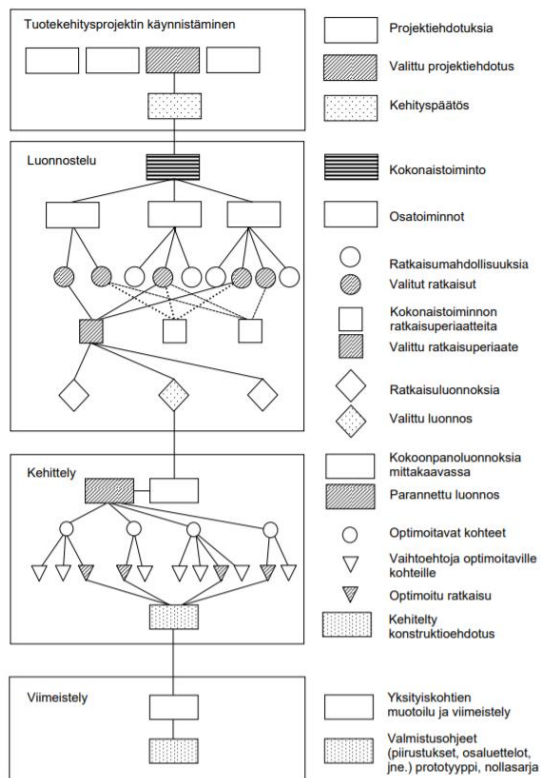 Tuotekehitysprojektin käynnistäminen
Projektiehdotuksia
Valittu projektiehdotus
Kehityspäätös
Luonnostelu
Kokonaistoiminto
Osatoiminnot
Ratkaisumahdollisuuksia
Valitut ratkaisut
Kokonaistoiminnon
ratkaisuperiaatteita
Valittu ratkaisuperiaate
Ratkaisuluonnoksia
Valittu luonnos
Kehittely
Kokoonpanoluonnoksia
mittakaavassa
Parannettu luonnos
Optimoitavat kohteet
Vaihtoehtoja optimoitaville
kohteille
Optimoitu ratkaisu
Kehitelty
konstruktioehdotus
Viimeistely
Yksityiskohtien
muotoilu ja viimeistely
Valmistusohjeet
(piirustukset, osaluettelot,
jne.) prototyyppi, nollasarja